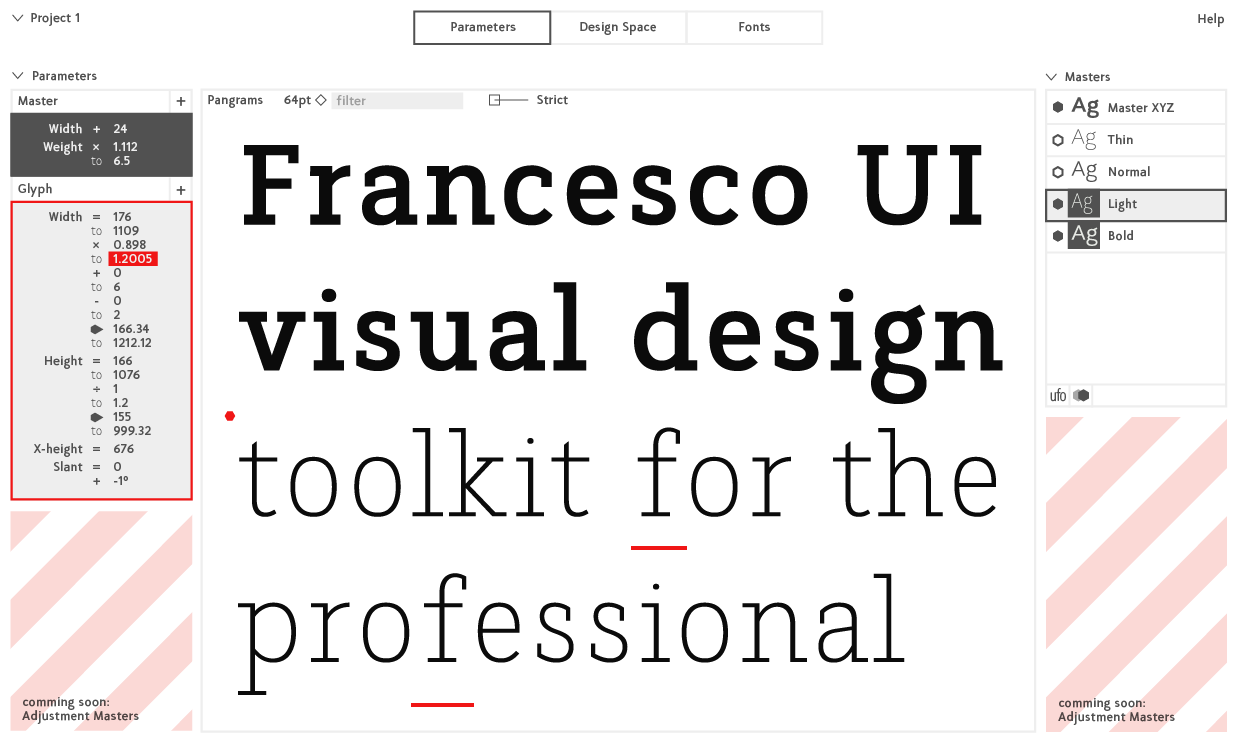 Project 1
Parameters
Design Space
Fonts
Help
Parameters
Master +
Width + 24
Weight × 1.112
to 6.5
Glyph +
Width = 176
to 1109
× 0.898
to 1.2005
+ 0
to 6
- 0
to 2
166.34
to 1212.12
Height = 166
to 1076
÷ 1
to 1.2
155
to 999.32
X-height = 676
Slant = 0
+ -1º
comming soon:
Adjustment Masters
Pangrams 64pt filter Strict
Francesco UI
visual design
toolkit for the
professional
Masters
Ag Master XYZ
Ag Thin
Ag Normal
Ag Light
Ag Bold
ufo
comming soon:
Adjustment Masters